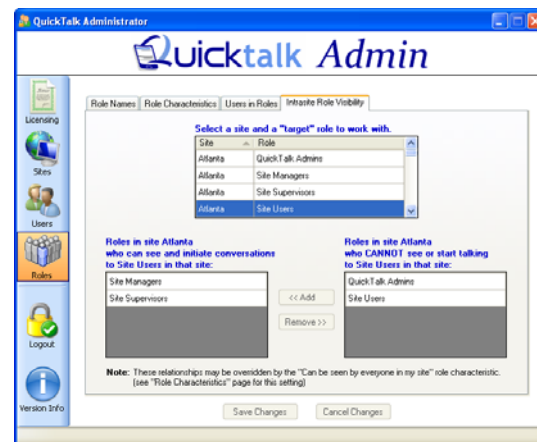 QuickTalk Administrator
Quicktalk Admin
Licensing
Sites
Users
Roles
Logout
Version Info
Role Names
Role Characteristics
Users in Roles
Intrasite Role Visibility
Select a site and a "target" role to work with.
Site Role
Atlanta QuickTalk Admins
Atlanta Site Managers
Atlanta Site Supervisors
Atlanta Site Users
Roles in site Atlanta
who can see and initiate conversations
to Site Users in that site:
Site Managers
Site Supervisors
<< Add
Remove >>
Roles in site Atlanta
who CANNOT see or start talking
to Site Users in that site:
QuickTalk Admins
Site Users
Note: These relationships may be overridden by the "Can be seen by everyone in my site" role characteristic.
(see "Role Characteristics" page for this setting)
Save Changes
Cancel Changes